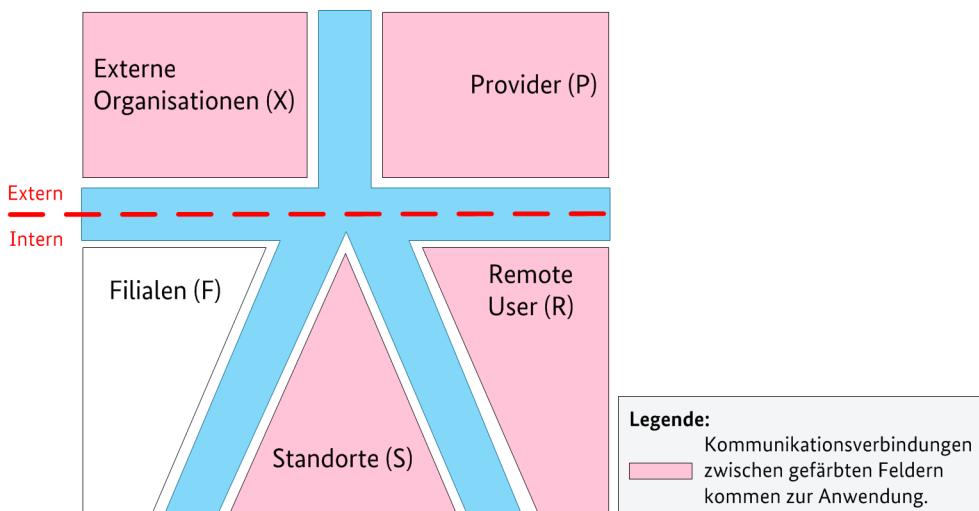 Externe
Organisationen (X)
Provider (P)
Extern
Intern
Filialen (F)
Remote
User (R)
Standorte (S)
Legende:
Kommunikationsverbindungen
zwischen gefärbten Feldern
kommen zur Anwendung.